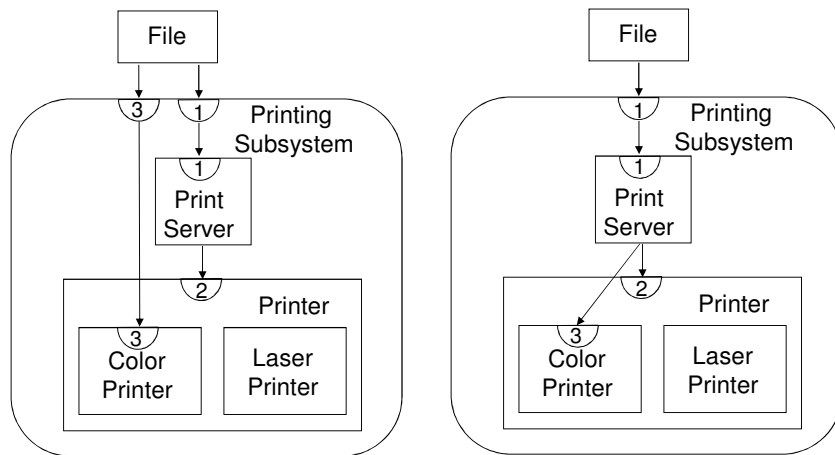 File
3
1
Printing
Subsystem
1
Print
Server
2
Printer
3
Color
Printer
Laser
Printer
File
1
Printing
Subsystem
1
Print
Server
2
Printer
3
Color
Printer
Laser
Printer